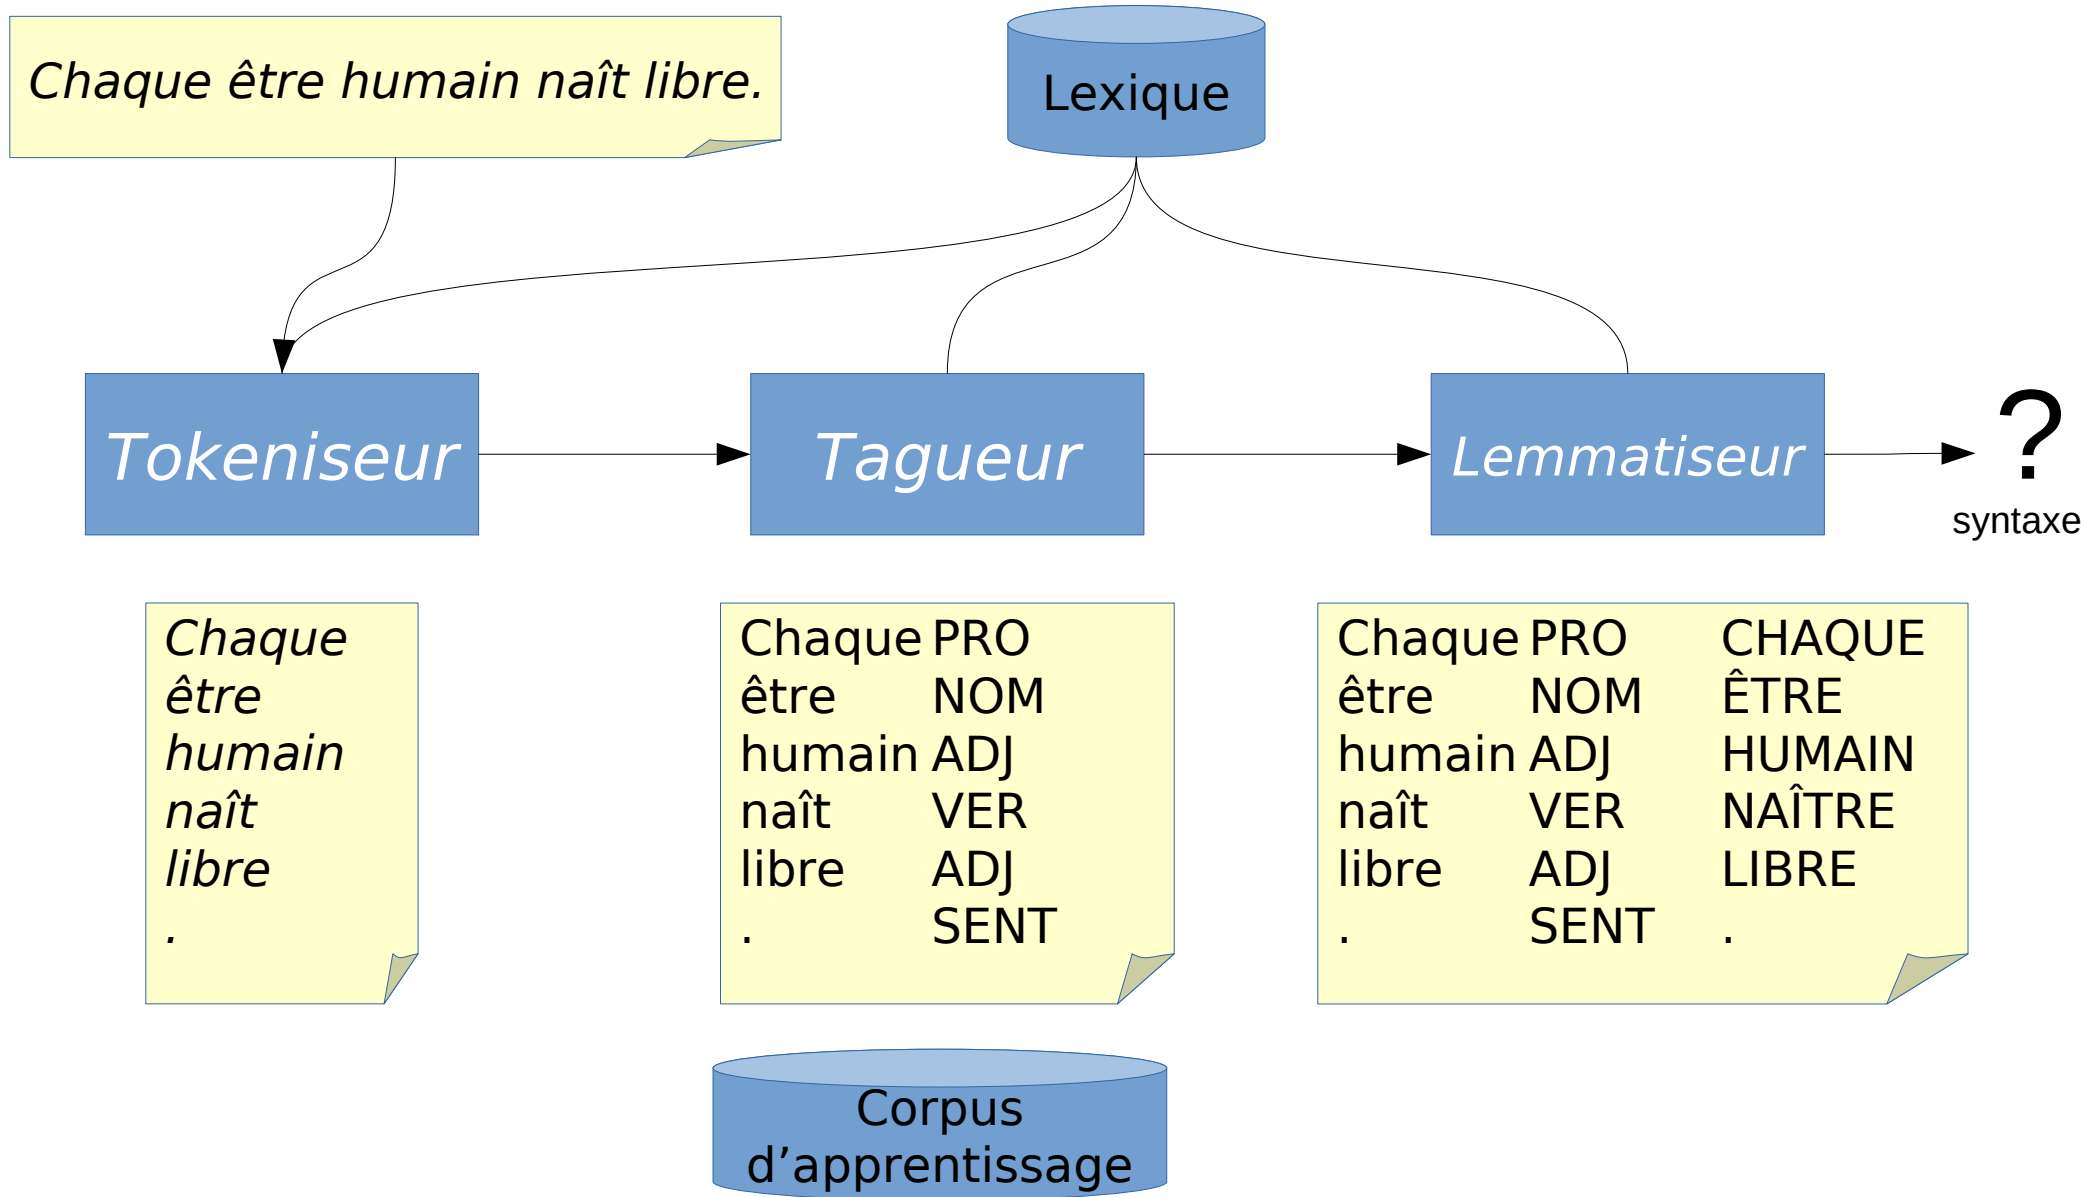 Chaque être humain naît libre.
Lexique
Tokeniseur
Tagueur
Lemmatiseur
?
syntaxe
Chaque
être
humain
naît
libre
.
Chaque PRO
être NOM
humain ADJ
naît VER
libre ADJ
. SENT
Chaque PRO CHAQUE
être NOM ÊTRE
humain ADJ HUMAIN
naît VER NAÎTRE
libre ADJ LIBRE
. SENT .
Corpus
d’apprentissage